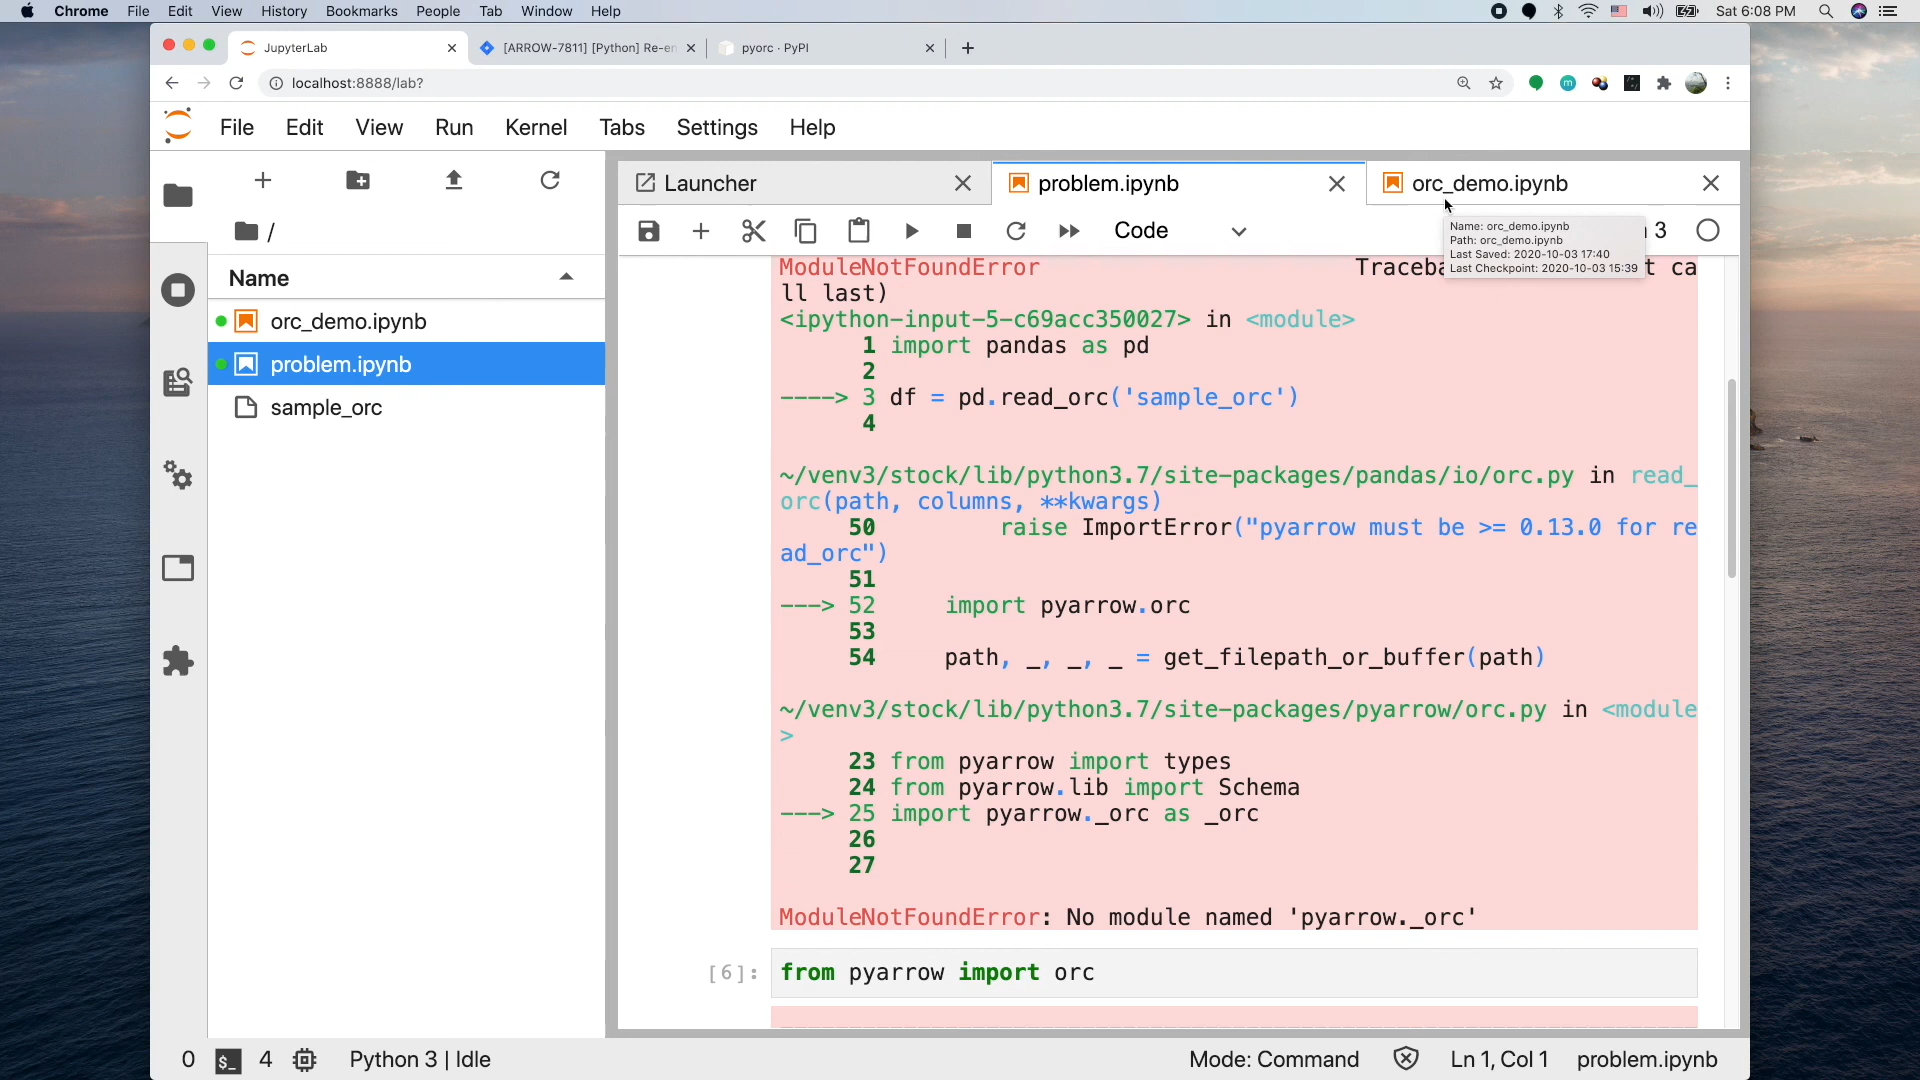 Chrome File Edit View History Bookmarks People Tab Window Help Sat 6:08 PM
JupyterLab [ARROW-7811] [Python] Re-en pyorc · PyPI
localhost:8888/lab?
File Edit View Run Kernel Tabs Settings Help
Launcher problem.ipynb orc_demo.ipynb
Code 3
Name: orc_demo.ipynb
Path: orc_demo.ipynb
Last Saved: 2020-10-03 17:40
Last Checkpoint: 2020-10-03 15:39
/
Name
orc_demo.ipynb
problem.ipynb
sample_orc
ModuleNotFoundError Traceba t ca
ll last)
<ipython-input-5-c69acc350027> in <module>
1 import pandas as pd
2
----> 3 df = pd.read_orc('sample_orc')
4
~/venv3/stock/lib/python3.7/site-packages/pandas/io/orc.py in read_
orc(path, columns, **kwargs)
50 raise ImportError("pyarrow must be >= 0.13.0 for re
ad_orc")
51
---> 52 import pyarrow.orc
53
54 path, _, _, _ = get_filepath_or_buffer(path)
~/venv3/stock/lib/python3.7/site-packages/pyarrow/orc.py in <module
>
23 from pyarrow import types
24 from pyarrow.lib import Schema
---> 25 import pyarrow._orc as _orc
26
27
ModuleNotFoundError: No module named 'pyarrow._orc'
[6]: from pyarrow import orc
0 $_ 4 Python 3 | Idle Mode: Command Ln 1, Col 1 problem.ipynb